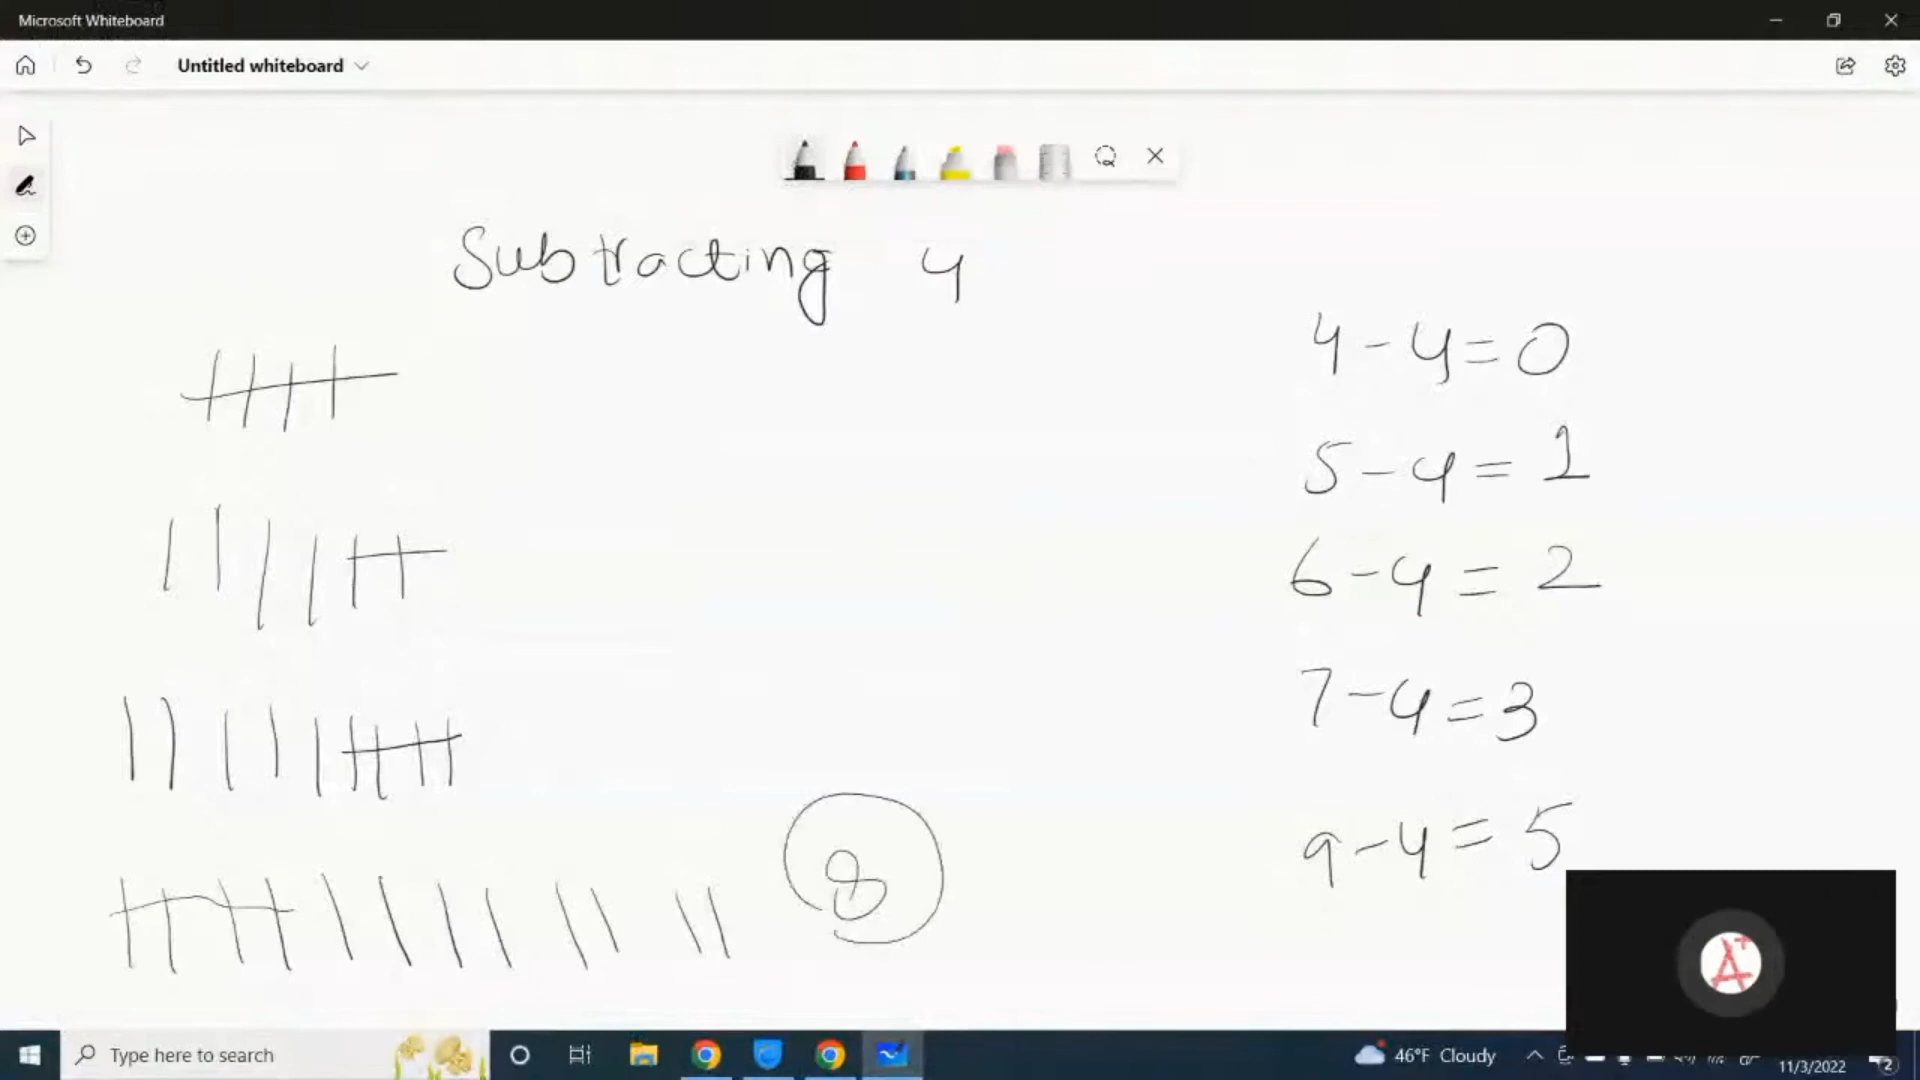 Microsoft Whiteboard
Untitled whiteboard
Subtracting 4
4-4=0
5-4=1
6-4=2
7-4=3
8
9-4=5
A+
Type here to search
46°F Cloudy
11/3/2022
2